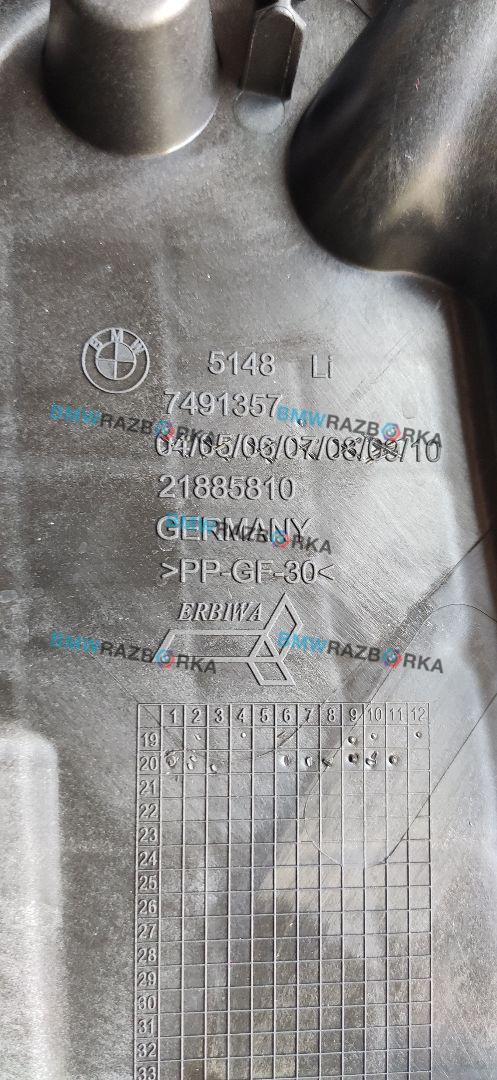 BMW
5148 Li
7491357
BMWRAZBORKA
BMWRAZBORKA
04/05/06/07/08/09/10
21885810
GERMANY
BMWRAZBORKA
>PP-GF-30<
ERBIWA
BMWRAZBORKA
BMWRAZBORKA
1 2 3 4 5 6 7 8 9 10 11 12
19
20
21
22
23
24
25
26
27
28
29
30
31
32
33